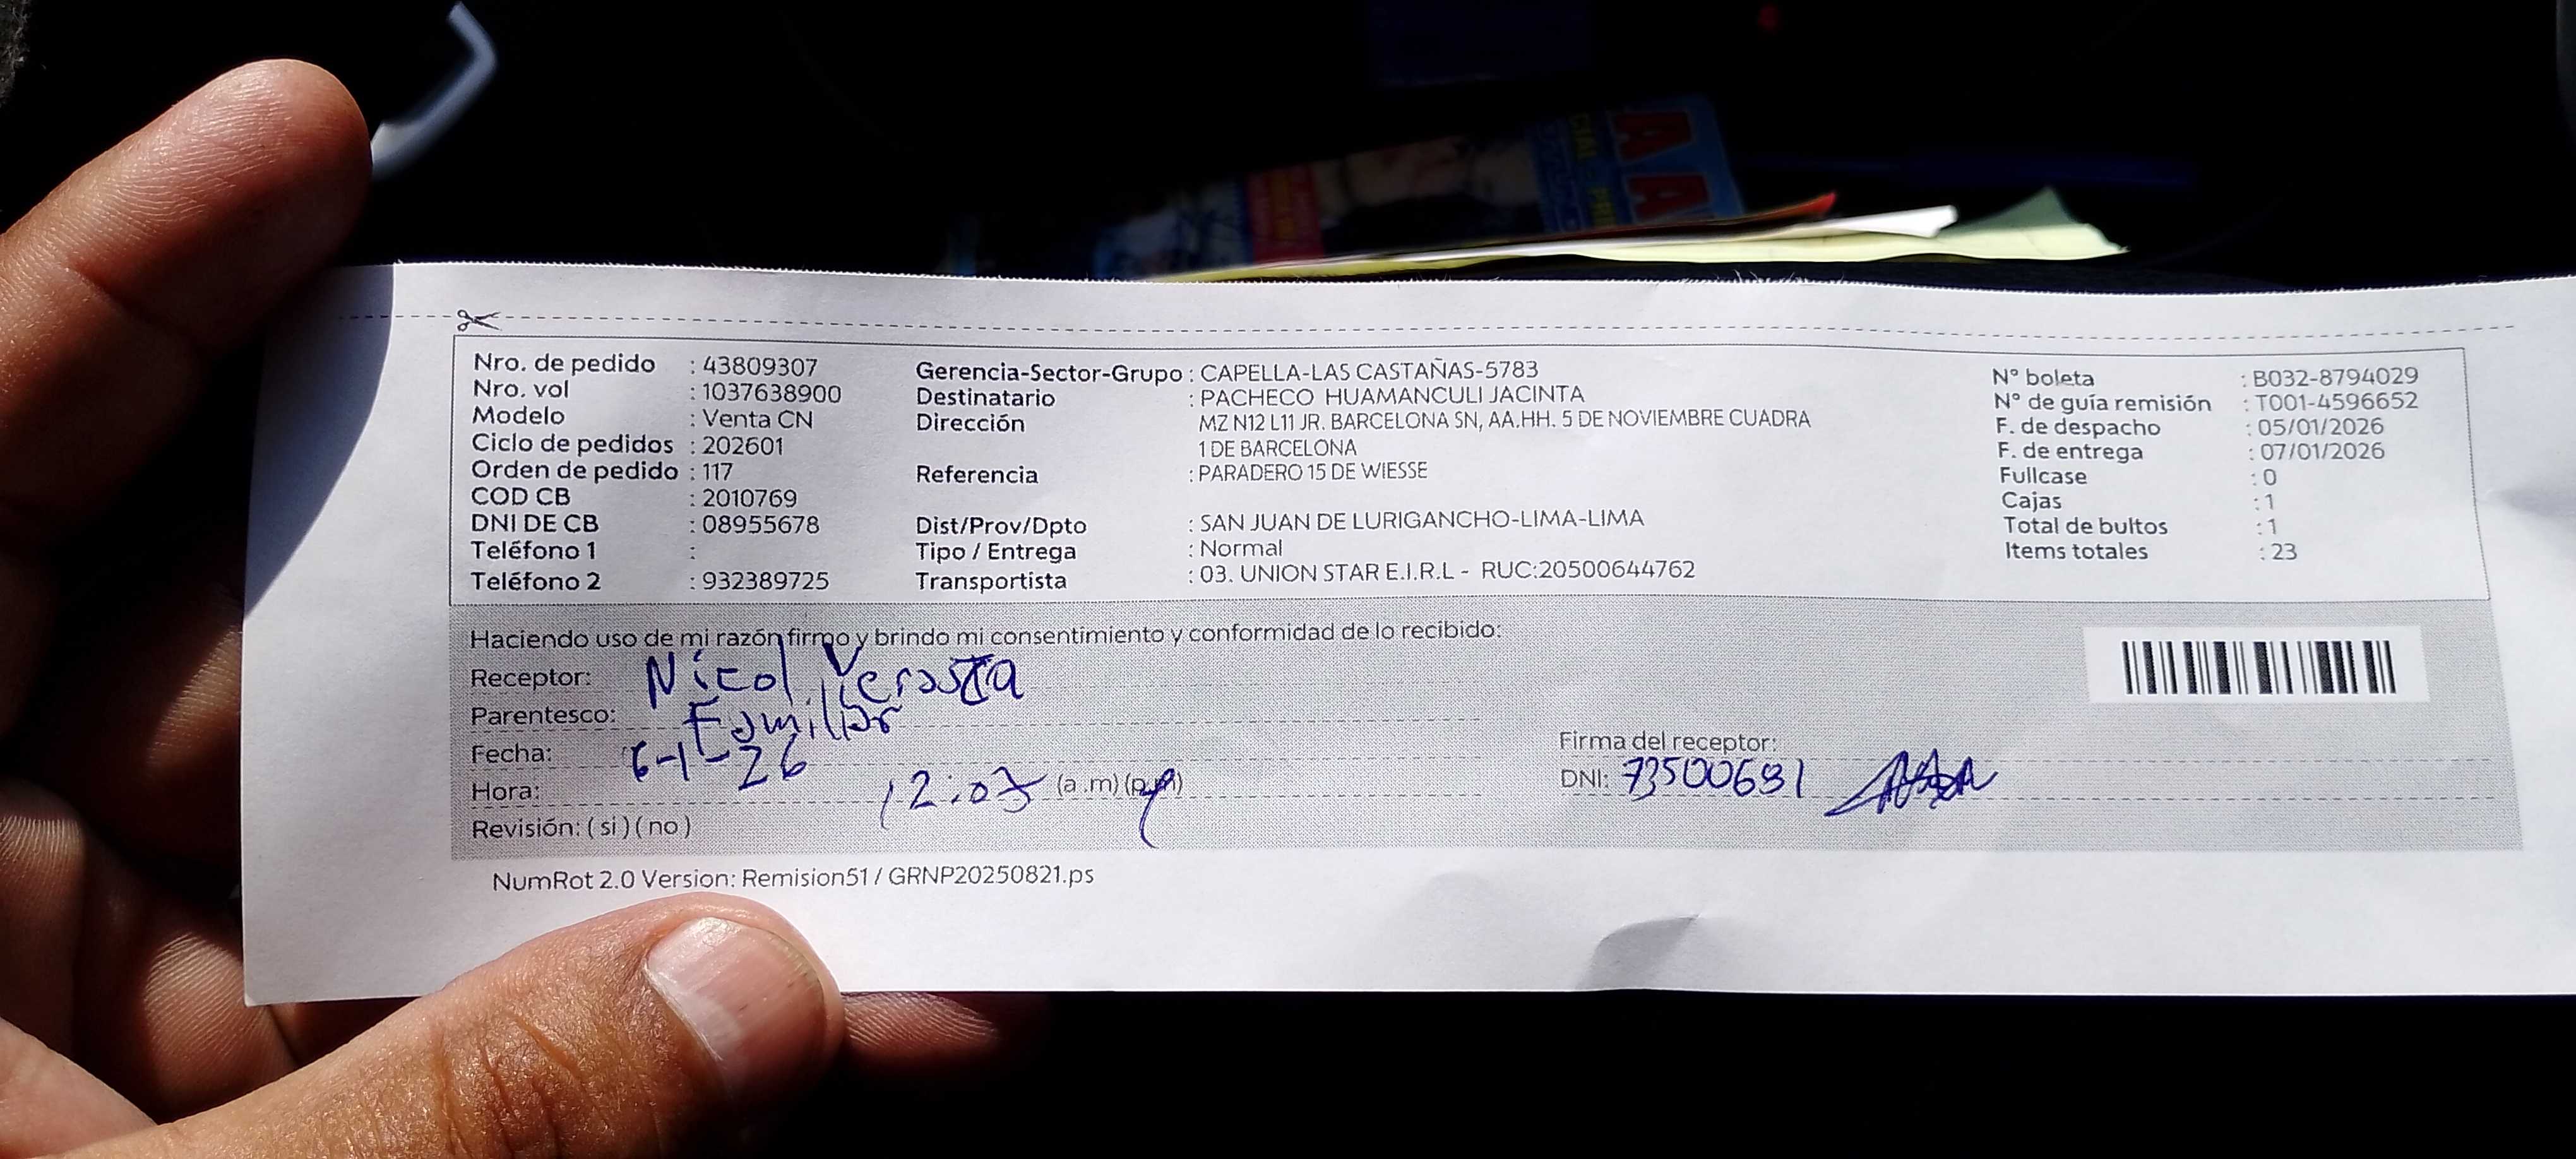 Nro. de pedido : 43809307
Nro. vol : 1037638900
Modelo : Venta CN
Ciclo de pedidos : 202601
Orden de pedido : 117
COD CB : 2010769
DNI DE CB : 08955678
Teléfono 1 :
Teléfono 2 : 932389725
Gerencia-Sector-Grupo : CAPELLA-LAS CASTAÑAS-5783
Destinatario : PACHECO HUAMANCULI JACINTA
Dirección MZ N12 L11 JR. BARCELONA SN, AA.HH. 5 DE NOVIEMBRE CUADRA
1 DE BARCELONA
Referencia : PARADERO 15 DE WIESSE
Dist/Prov/Dpto : SAN JUAN DE LURIGANCHO-LIMA-LIMA
Tipo / Entrega : Normal
Transportista : 03. UNION STAR E.I.R.L - RUC:20500644762
N° boleta : B032-8794029
N° de guía remisión : T001-4596652
F. de despacho : 05/01/2026
F. de entrega : 07/01/2026
Fullcase : 0
Cajas : 1
Total de bultos : 1
Items totales : 23
Haciendo uso de mi razón firmo y brindo mi consentimiento y conformidad de lo recibido:
Receptor: Nicol
Parentesco: Familiar
Fecha: 6-1-26
Hora: (a.m) (p.m)
Revisión: ( si ) ( no )
Firma del receptor:
DNI:
NumRot 2.0 Version: Remision51 / GRNP20250821.ps